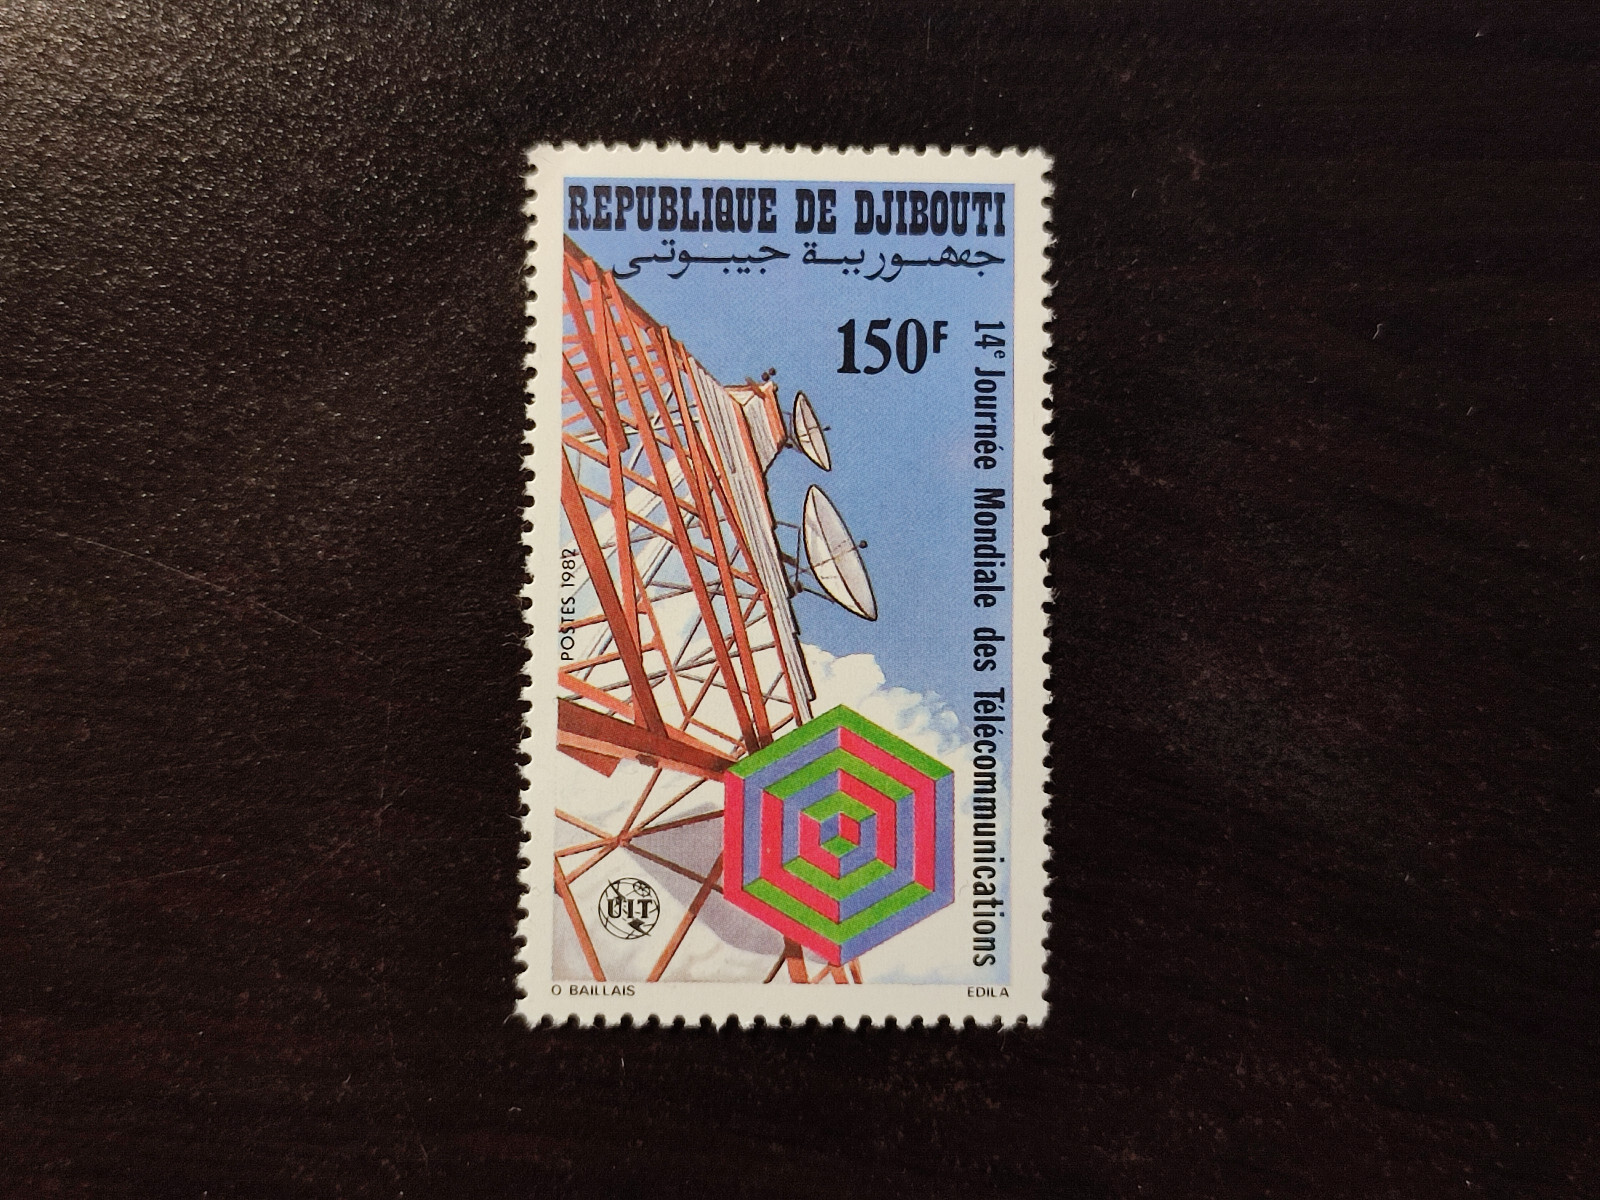 REPUBLIQUE DE DJIBOUTI
جمهورية جيبوتي
150F
14e Journée Mondiale des Télécommunications
POSTES 1982
UIT
O BAILLAIS
EDILA